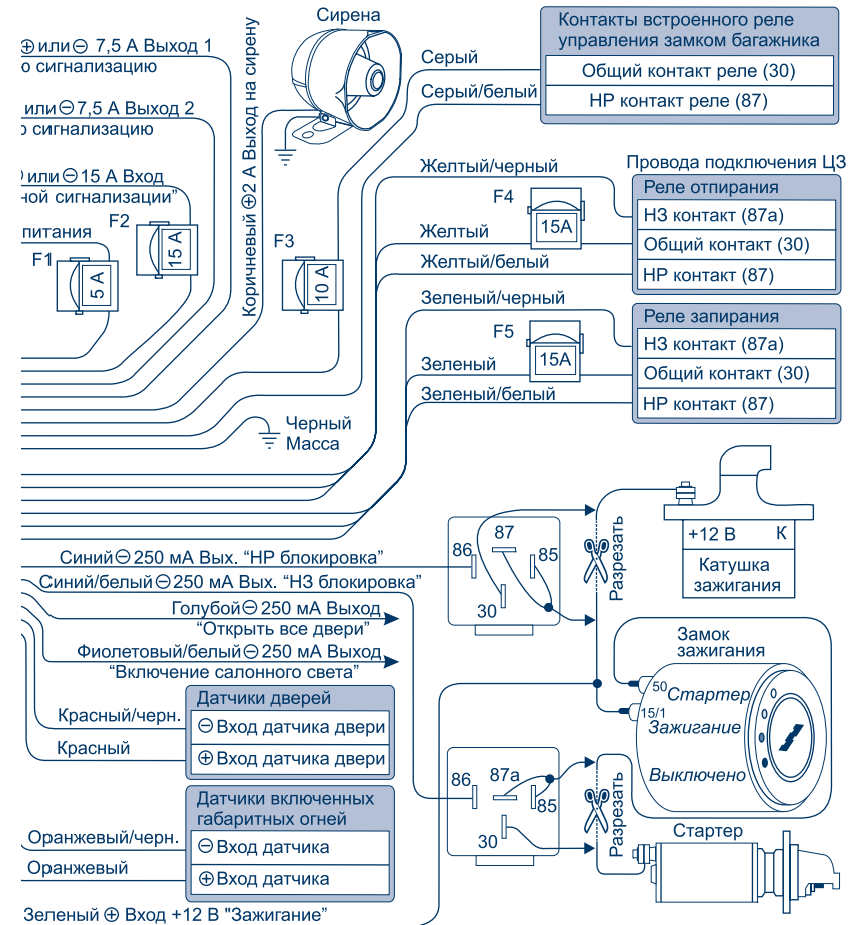 ⊕ или ⊖ 7,5 А Выход 1
о сигнализацию
или ⊖ 7,5 А Выход 2
о сигнализацию
или ⊖ 15 А Вход
ной сигнализации”
питания
F1
5 А
F2
15 А
Коричневый ⊕ 2 А Выход на сирену
Сирена
F3
10 А
Серый
Серый/белый
Контакты встроенного реле
управления замком багажника
Общий контакт реле (30)
НР контакт реле (87)
Провода подключения ЦЗ
Желтый/черный
F4
15А
Желтый
Желтый/белый
Реле отпирания
НЗ контакт (87а)
Общий контакт (30)
НР контакт (87)
Зеленый/черный
F5
15А
Зеленый
Зеленый/белый
Реле запирания
НЗ контакт (87а)
Общий контакт (30)
НР контакт (87)
Черный
Масса
Синий ⊖ 250 мА Вых. “НР блокировка”
Синий/белый ⊖ 250 мА Вых. “НЗ блокировка”
Голубой ⊖ 250 мА Выход
“Открыть все двери”
Фиолетовый/белый ⊖ 250 мА Выход
“Включение салонного света”
86
87
85
30
Разрезать
+12 В
К
Катушка
зажигания
Замок
зажигания
50
Стартер
15/1
Зажигание
Выключено
Красный/черн.
Красный
Датчики дверей
⊖ Вход датчика двери
⊕ Вход датчика двери
86
87а
85
30
Разрезать
Стартер
Оранжевый/черн.
Оранжевый
Датчики включенных
габаритных огней
⊖ Вход датчика
⊕ Вход датчика
Зеленый ⊕ Вход +12 В "Зажигание”